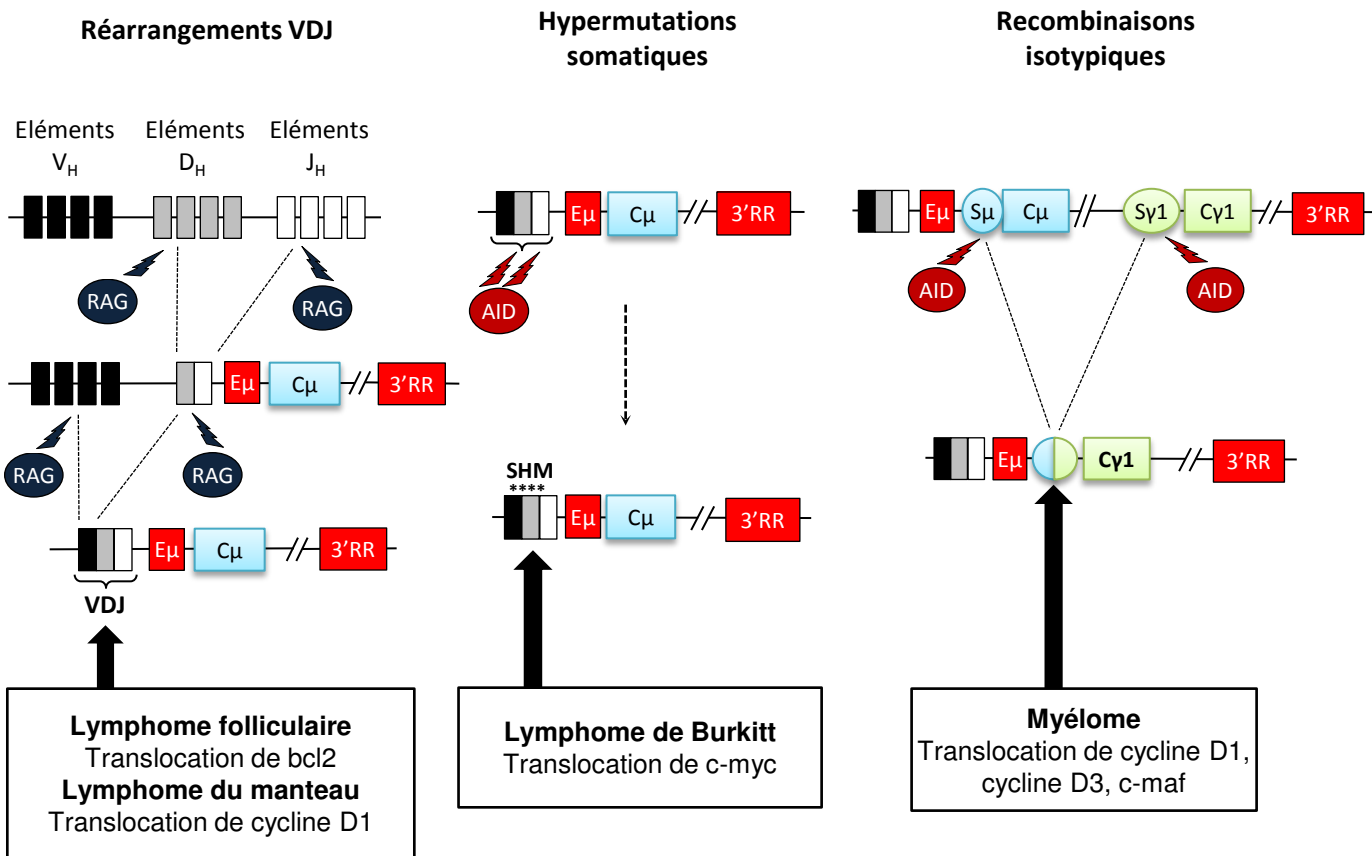 Réarrangements VDJ
Eléments Eléments Eléments
V_H D_H J_H
RAG RAG
Eµ Cµ 3'RR
RAG RAG
Eµ Cµ 3'RR
VDJ
Lymphome folliculaire
Translocation de bcl2
Lymphome du manteau
Translocation de cycline D1
Hypermutations
somatiques
Eµ Cµ 3'RR
AID
SHM
****
Eµ Cµ 3'RR
Lymphome de Burkitt
Translocation de c-myc
Recombinaisons
isotypiques
Eµ Sµ Cµ Sγ1 Cγ1 3'RR
AID AID
Eµ Cγ1 3'RR
Myélome
Translocation de cycline D1,
cycline D3, c-maf